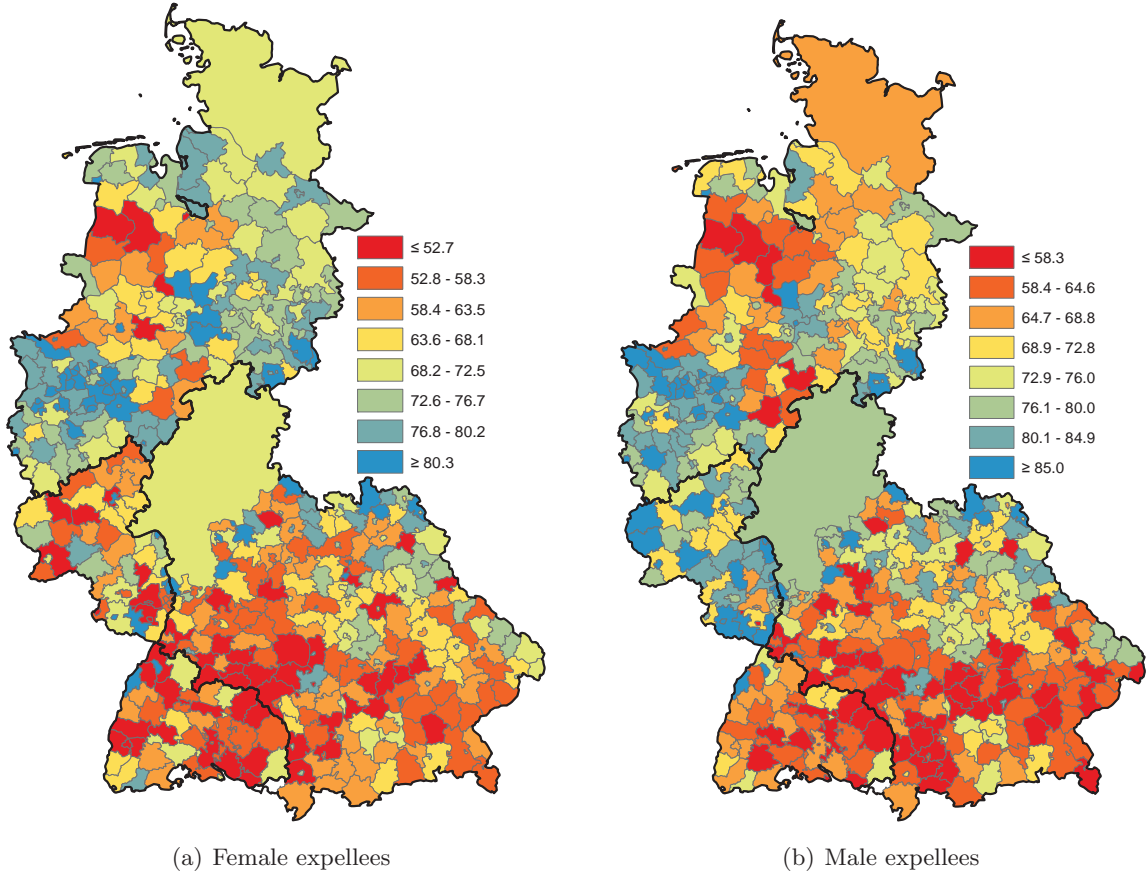 ≤ 52.7
52.8 - 58.3
58.4 - 63.5
63.6 - 68.1
68.2 - 72.5
72.6 - 76.7
76.8 - 80.2
≥ 80.3
≤ 58.3
58.4 - 64.6
64.7 - 68.8
68.9 - 72.8
72.9 - 76.0
76.1 - 80.0
80.1 - 84.9
≥ 85.0
(a) Female expellees
(b) Male expellees